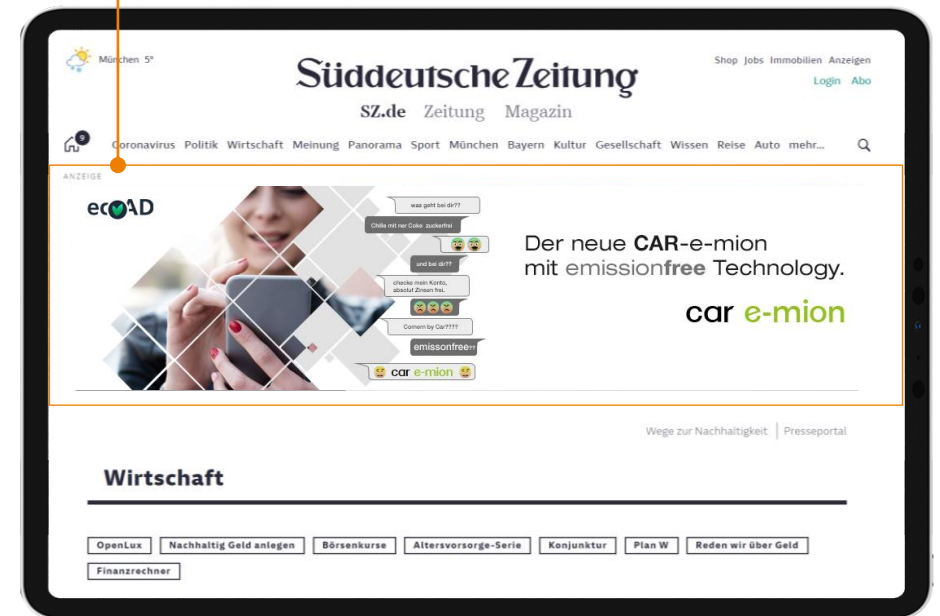 München 5°
Süddeutsche Zeitung
Shop Jobs Immobilien Anzeigen
Login Abo
SZ.de Zeitung Magazin
9
Coronavirus Politik Wirtschaft Meinung Panorama Sport München Bayern Kultur Gesellschaft Wissen Reise Auto mehr...
ANZEIGE
ecoAD
was geht bei dir??
Chille mit ner Coke zuckerfrei
und bei dir??
checke mein Konto,
absolut Zinsen frei.
Cornern by Car????
emissonfree??
car e-mion
Der neue CAR-e-mion
mit emissionfree Technology.
car e-mion
Wege zur Nachhaltigkeit | Presseportal
Wirtschaft
OpenLux Nachhaltig Geld anlegen Börsenkurse Altersvorsorge-Serie Konjunktur Plan W Reden wir über Geld
Finanzrechner